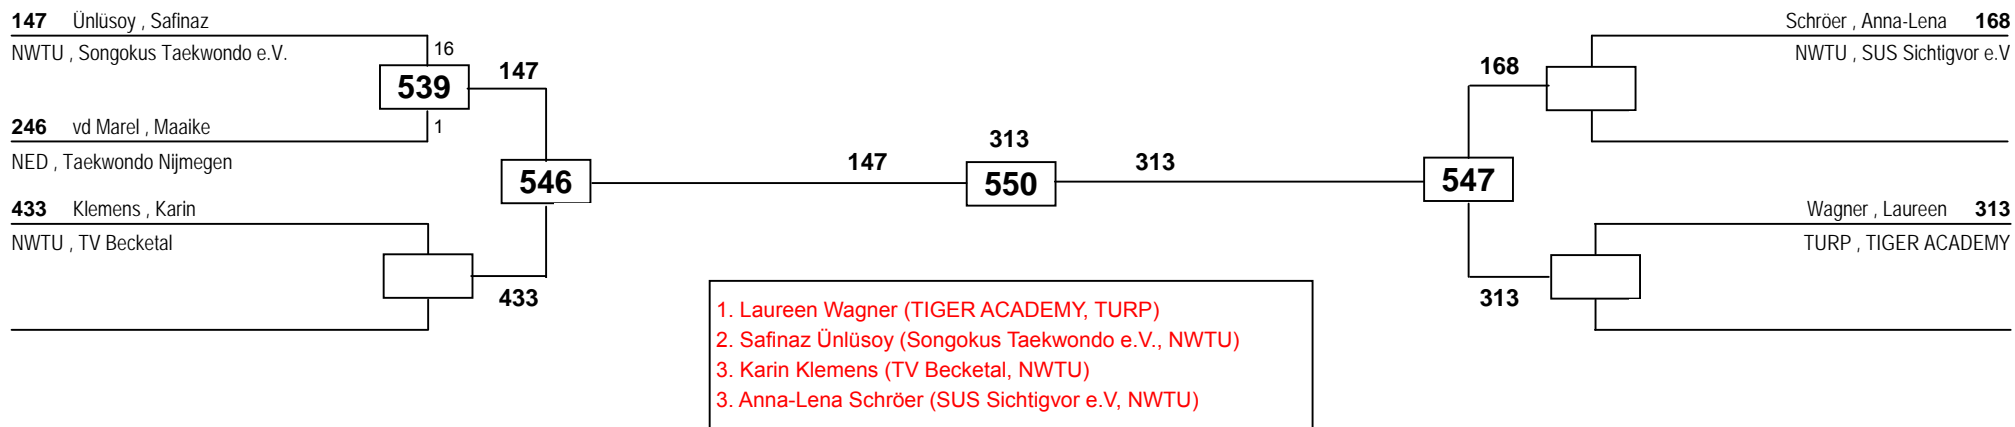 147 Ünlüsoy , Safinaz
NWTU , Songokus Taekwondo e.V.
16
539
147
1
246 vd Marel , Maaike
NED , Taekwondo Nijmegen
546
433 Klemens , Karin
NWTU , TV Becketal
433
147
313
550
313
Schröer , Anna-Lena 168
NWTU , SUS Sichtigvor e.V
168
547
Wagner , Laureen 313
TURP , TIGER ACADEMY
313
1. Laureen Wagner (TIGER ACADEMY, TURP)
2. Safinaz Ünlüsoy (Songokus Taekwondo e.V., NWTU)
3. Karin Klemens (TV Becketal, NWTU)
3. Anna-Lena Schröer (SUS Sichtigvor e.V, NWTU)